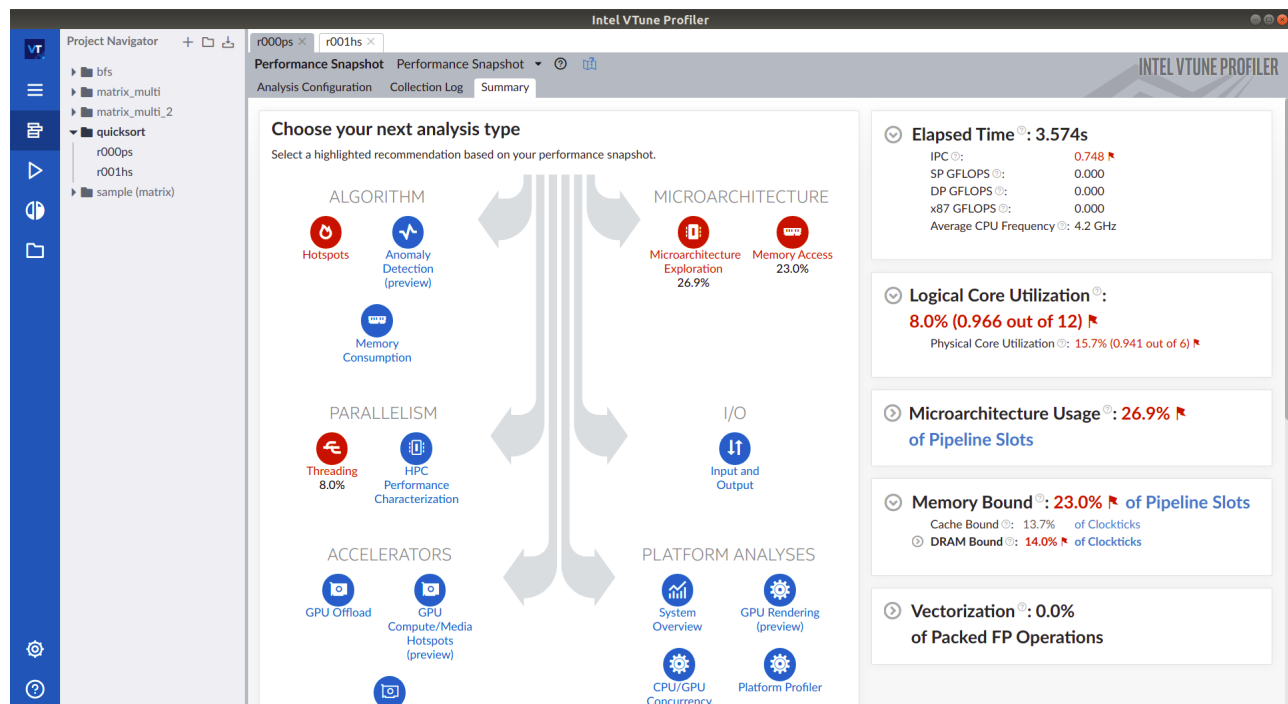 Intel VTune Profiler
VT
Project Navigator
bfs
matrix_multi
matrix_multi_2
quicksort
r000ps
r001hs
sample (matrix)
r000ps × r001hs ×
Performance Snapshot Performance Snapshot
INTEL VTUNE PROFILER
Analysis Configuration Collection Log Summary
Choose your next analysis type
Select a highlighted recommendation based on your performance snapshot.
ALGORITHM
Hotspots
Anomaly
Detection
(preview)
Memory
Consumption
MICROARCHITECTURE
Microarchitecture
Exploration
26.9%
Memory Access
23.0%
PARALLELISM
Threading
8.0%
HPC
Performance
Characterization
I/O
Input and
Output
ACCELERATORS
GPU Offload
GPU
Compute/Media
Hotspots
(preview)
PLATFORM ANALYSES
System
Overview
GPU Rendering
(preview)
CPU/GPU
Concurrency
Platform Profiler
Elapsed Time : 3.574s
IPC : 0.748
SP GFLOPS : 0.000
DP GFLOPS : 0.000
x87 GFLOPS : 0.000
Average CPU Frequency : 4.2 GHz
Logical Core Utilization :
8.0% (0.966 out of 12)
Physical Core Utilization : 15.7% (0.941 out of 6)
Microarchitecture Usage : 26.9%
of Pipeline Slots
Memory Bound : 23.0% of Pipeline Slots
Cache Bound : 13.7% of Clockticks
DRAM Bound : 14.0% of Clockticks
Vectorization : 0.0%
of Packed FP Operations